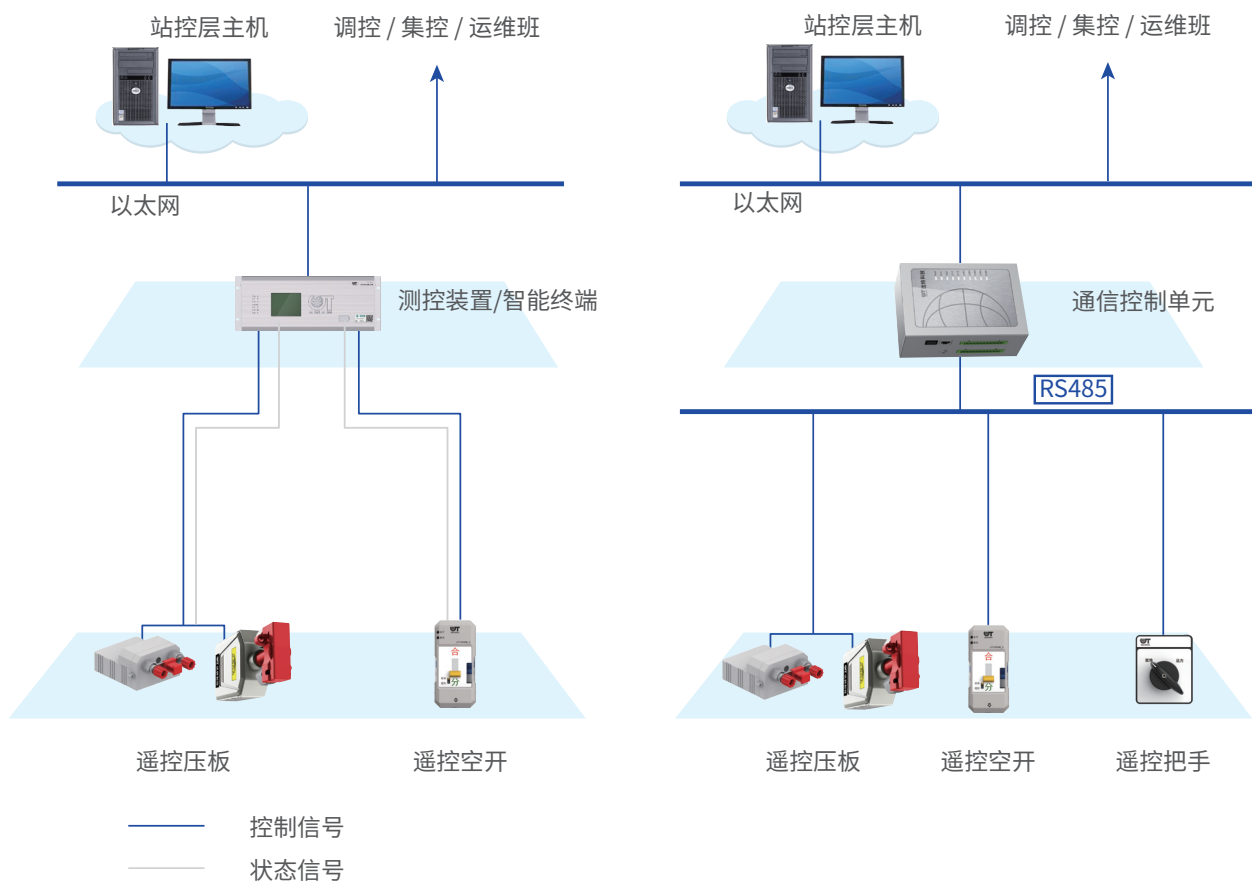 站控层主机
调控 / 集控 / 运维班
以太网
测控装置/智能终端
合
分
遥控压板
遥控空开
控制信号
状态信号
站控层主机
调控 / 集控 / 运维班
以太网
通信控制单元
RS485
合
分
遥控压板
遥控空开
遥控把手